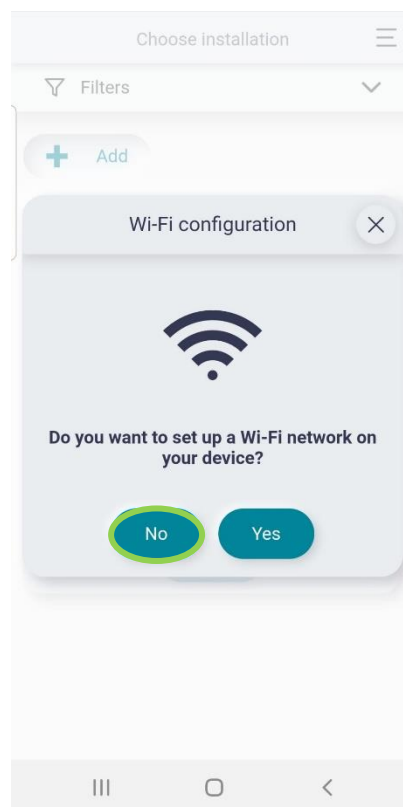 Choose installation
Filters
Add
Wi-Fi configuration
Do you want to set up a Wi-Fi network on
your device?
No
Yes